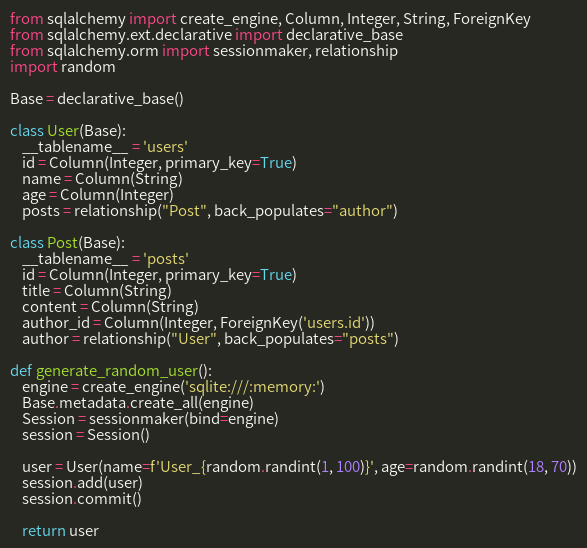 from sqlalchemy import create_engine, Column, Integer, String, ForeignKey
from sqlalchemy.ext.declarative import declarative_base
from sqlalchemy.orm import sessionmaker, relationship
import random

Base = declarative_base()

class User(Base):
    __tablename__ = 'users'
    id = Column(Integer, primary_key=True)
    name = Column(String)
    age = Column(Integer)
    posts = relationship("Post", back_populates="author")

class Post(Base):
    __tablename__ = 'posts'
    id = Column(Integer, primary_key=True)
    title = Column(String)
    content = Column(String)
    author_id = Column(Integer, ForeignKey('users.id'))
    author = relationship("User", back_populates="posts")

def generate_random_user():
    engine = create_engine('sqlite:///:memory:')
    Base.metadata.create_all(engine)
    Session = sessionmaker(bind=engine)
    session = Session()

    user = User(name=f'User_{random.randint(1, 100)}', age=random.randint(18, 70))
    session.add(user)
    session.commit()

    return user